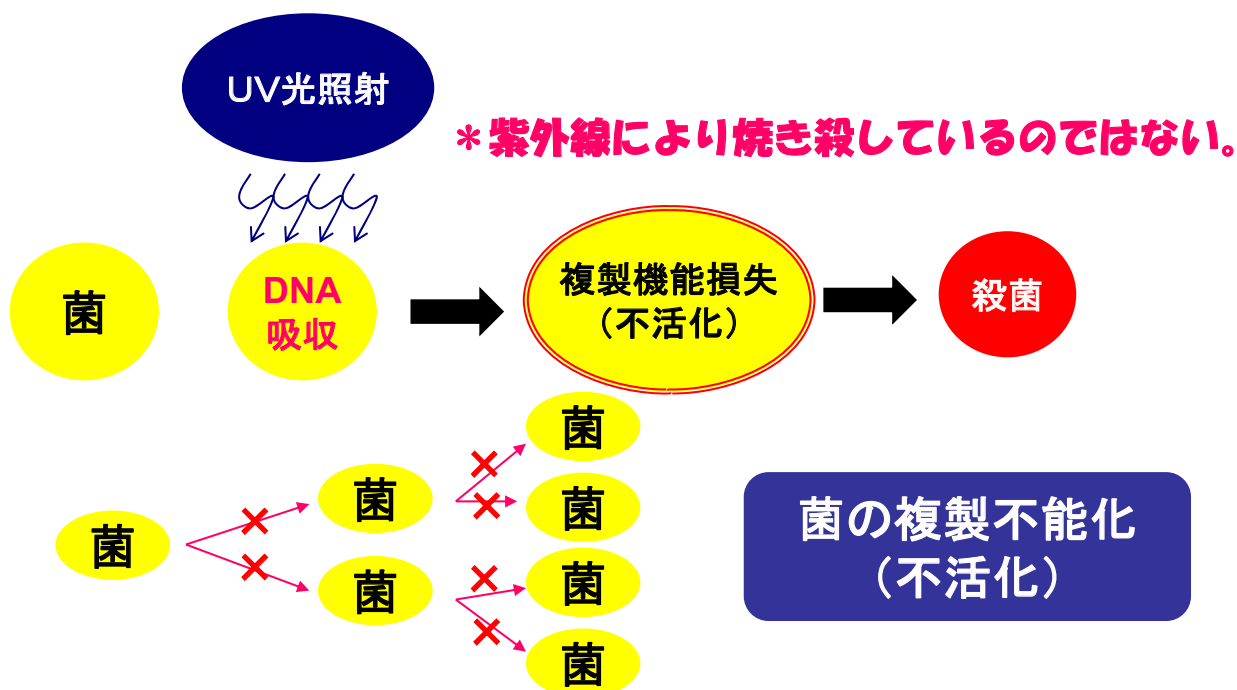 UV光照射
＊紫外線により焼き殺しているのではない。
菌
DNA
吸収
複製機能損失
（不活化）
殺菌
菌
菌
菌
菌
菌
菌
菌
菌の複製不能化
（不活化）